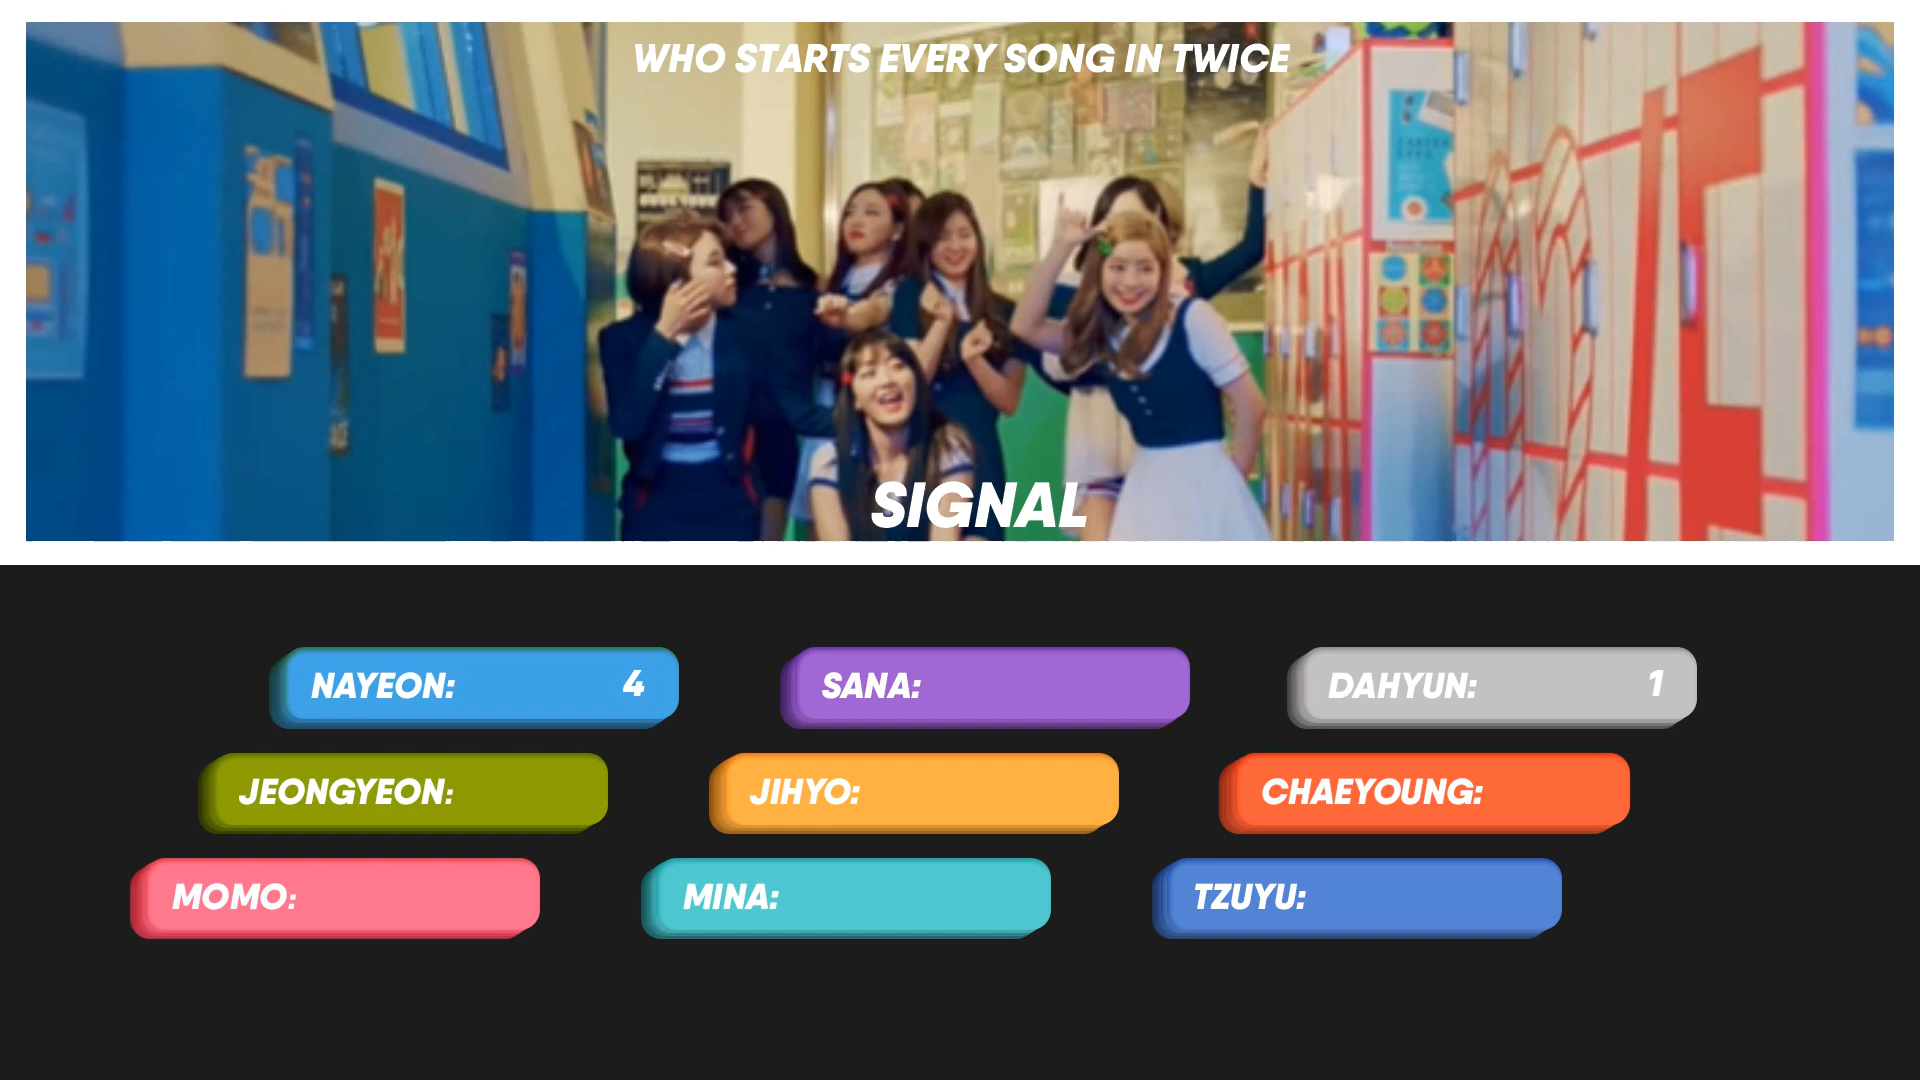 WHO STARTS EVERY SONG IN TWICE
SIGNAL
NAYEON: 4
SANA:
DAHYUN: 1
JEONGYEON:
JIHYO:
CHAEYOUNG:
MOMO:
MINA:
TZUYU: